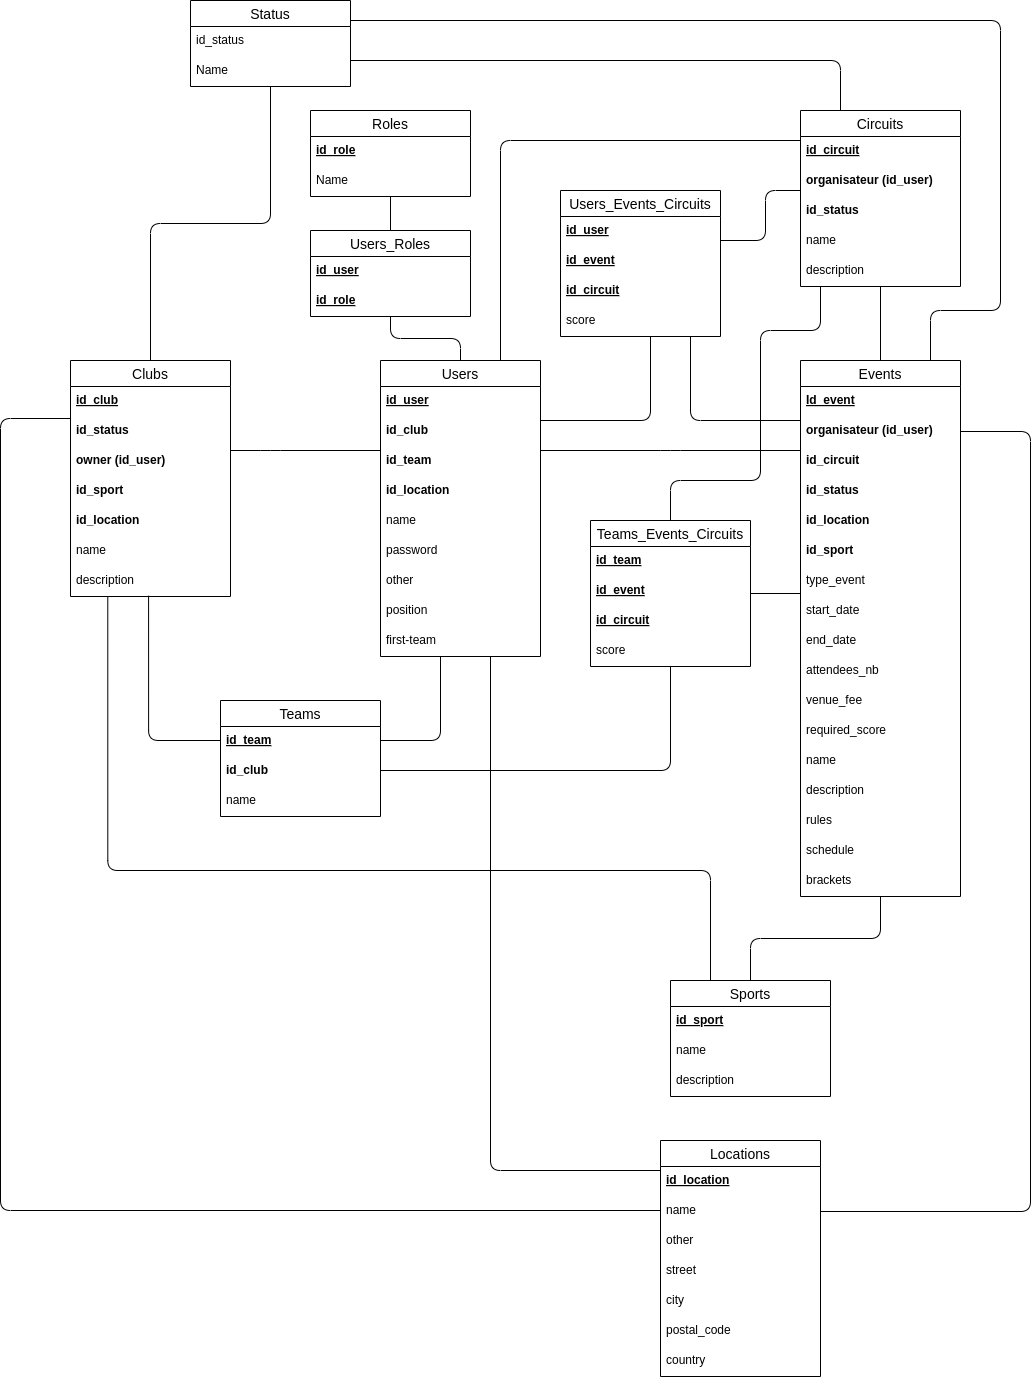 Status
id_status
Name
Roles
id_role
Name
Users_Roles
id_user
id_role
Users_Events_Circuits
id_user
id_event
id_circuit
score
Circuits
id_circuit
organisateur (id_user)
id_status
name
description
Clubs
id_club
id_status
owner (id_user)
id_sport
id_location
name
description
Users
id_user
id_club
id_team
id_location
name
password
other
position
first-team
Events
Id_event
organisateur (id_user)
id_circuit
id_status
id_location
id_sport
type_event
start_date
end_date
attendees_nb
venue_fee
required_score
name
description
rules
schedule
brackets
Teams_Events_Circuits
id_team
id_event
id_circuit
score
Teams
id_team
id_club
name
Sports
id_sport
name
description
Locations
id_location
name
other
street
city
postal_code
country